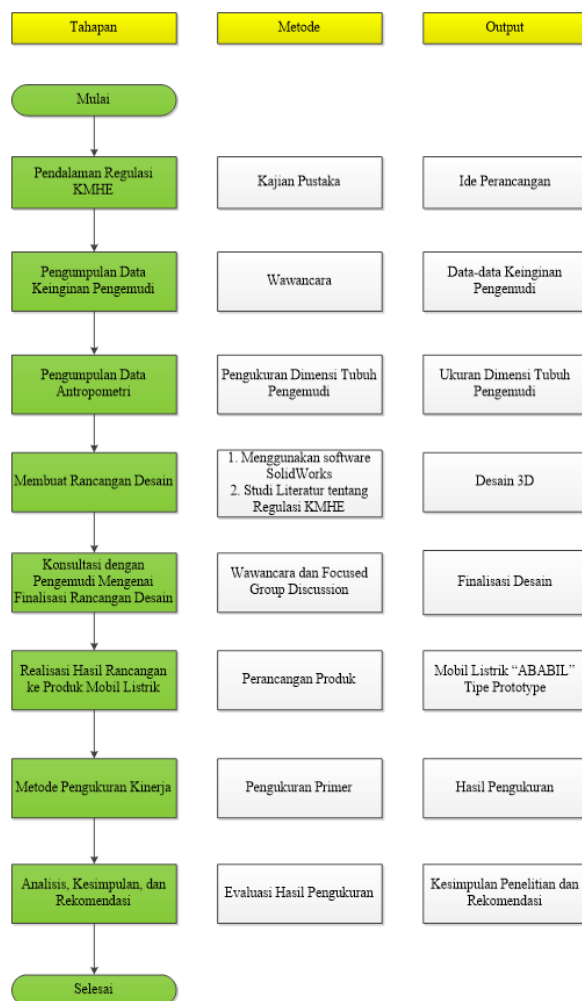 Tahapan
Metode
Output
Mulai
Pendalaman Regulasi
KMHE
Kajian Pustaka
Ide Perancangan
Pengumpulan Data
Keinginan Pengemudi
Wawancara
Data-data Keinginan
Pengemudi
Pengumpulan Data
Antropometri
Pengukuran Dimensi Tubuh
Pengemudi
Ukuran Dimensi Tubuh
Pengemudi
Membuat Rancangan Desain
1. Menggunakan software
SolidWorks
2. Studi Literatur tentang
Regulasi KMHE
Desain 3D
Konsultasi dengan
Pengemudi Mengenai
Finalisasi Rancangan Desain
Wawancara dan Focused
Group Discussion
Finalisasi Desain
Realisasi Hasil Rancangan
ke Produk Mobil Listrik
Perancangan Produk
Mobil Listrik “ABABIL”
Tipe Prototype
Metode Pengukuran Kinerja
Pengukuran Primer
Hasil Pengukuran
Analisis, Kesimpulan, dan
Rekomendasi
Evaluasi Hasil Pengukuran
Kesimpulan Penelitian dan
Rekomendasi
Selesai